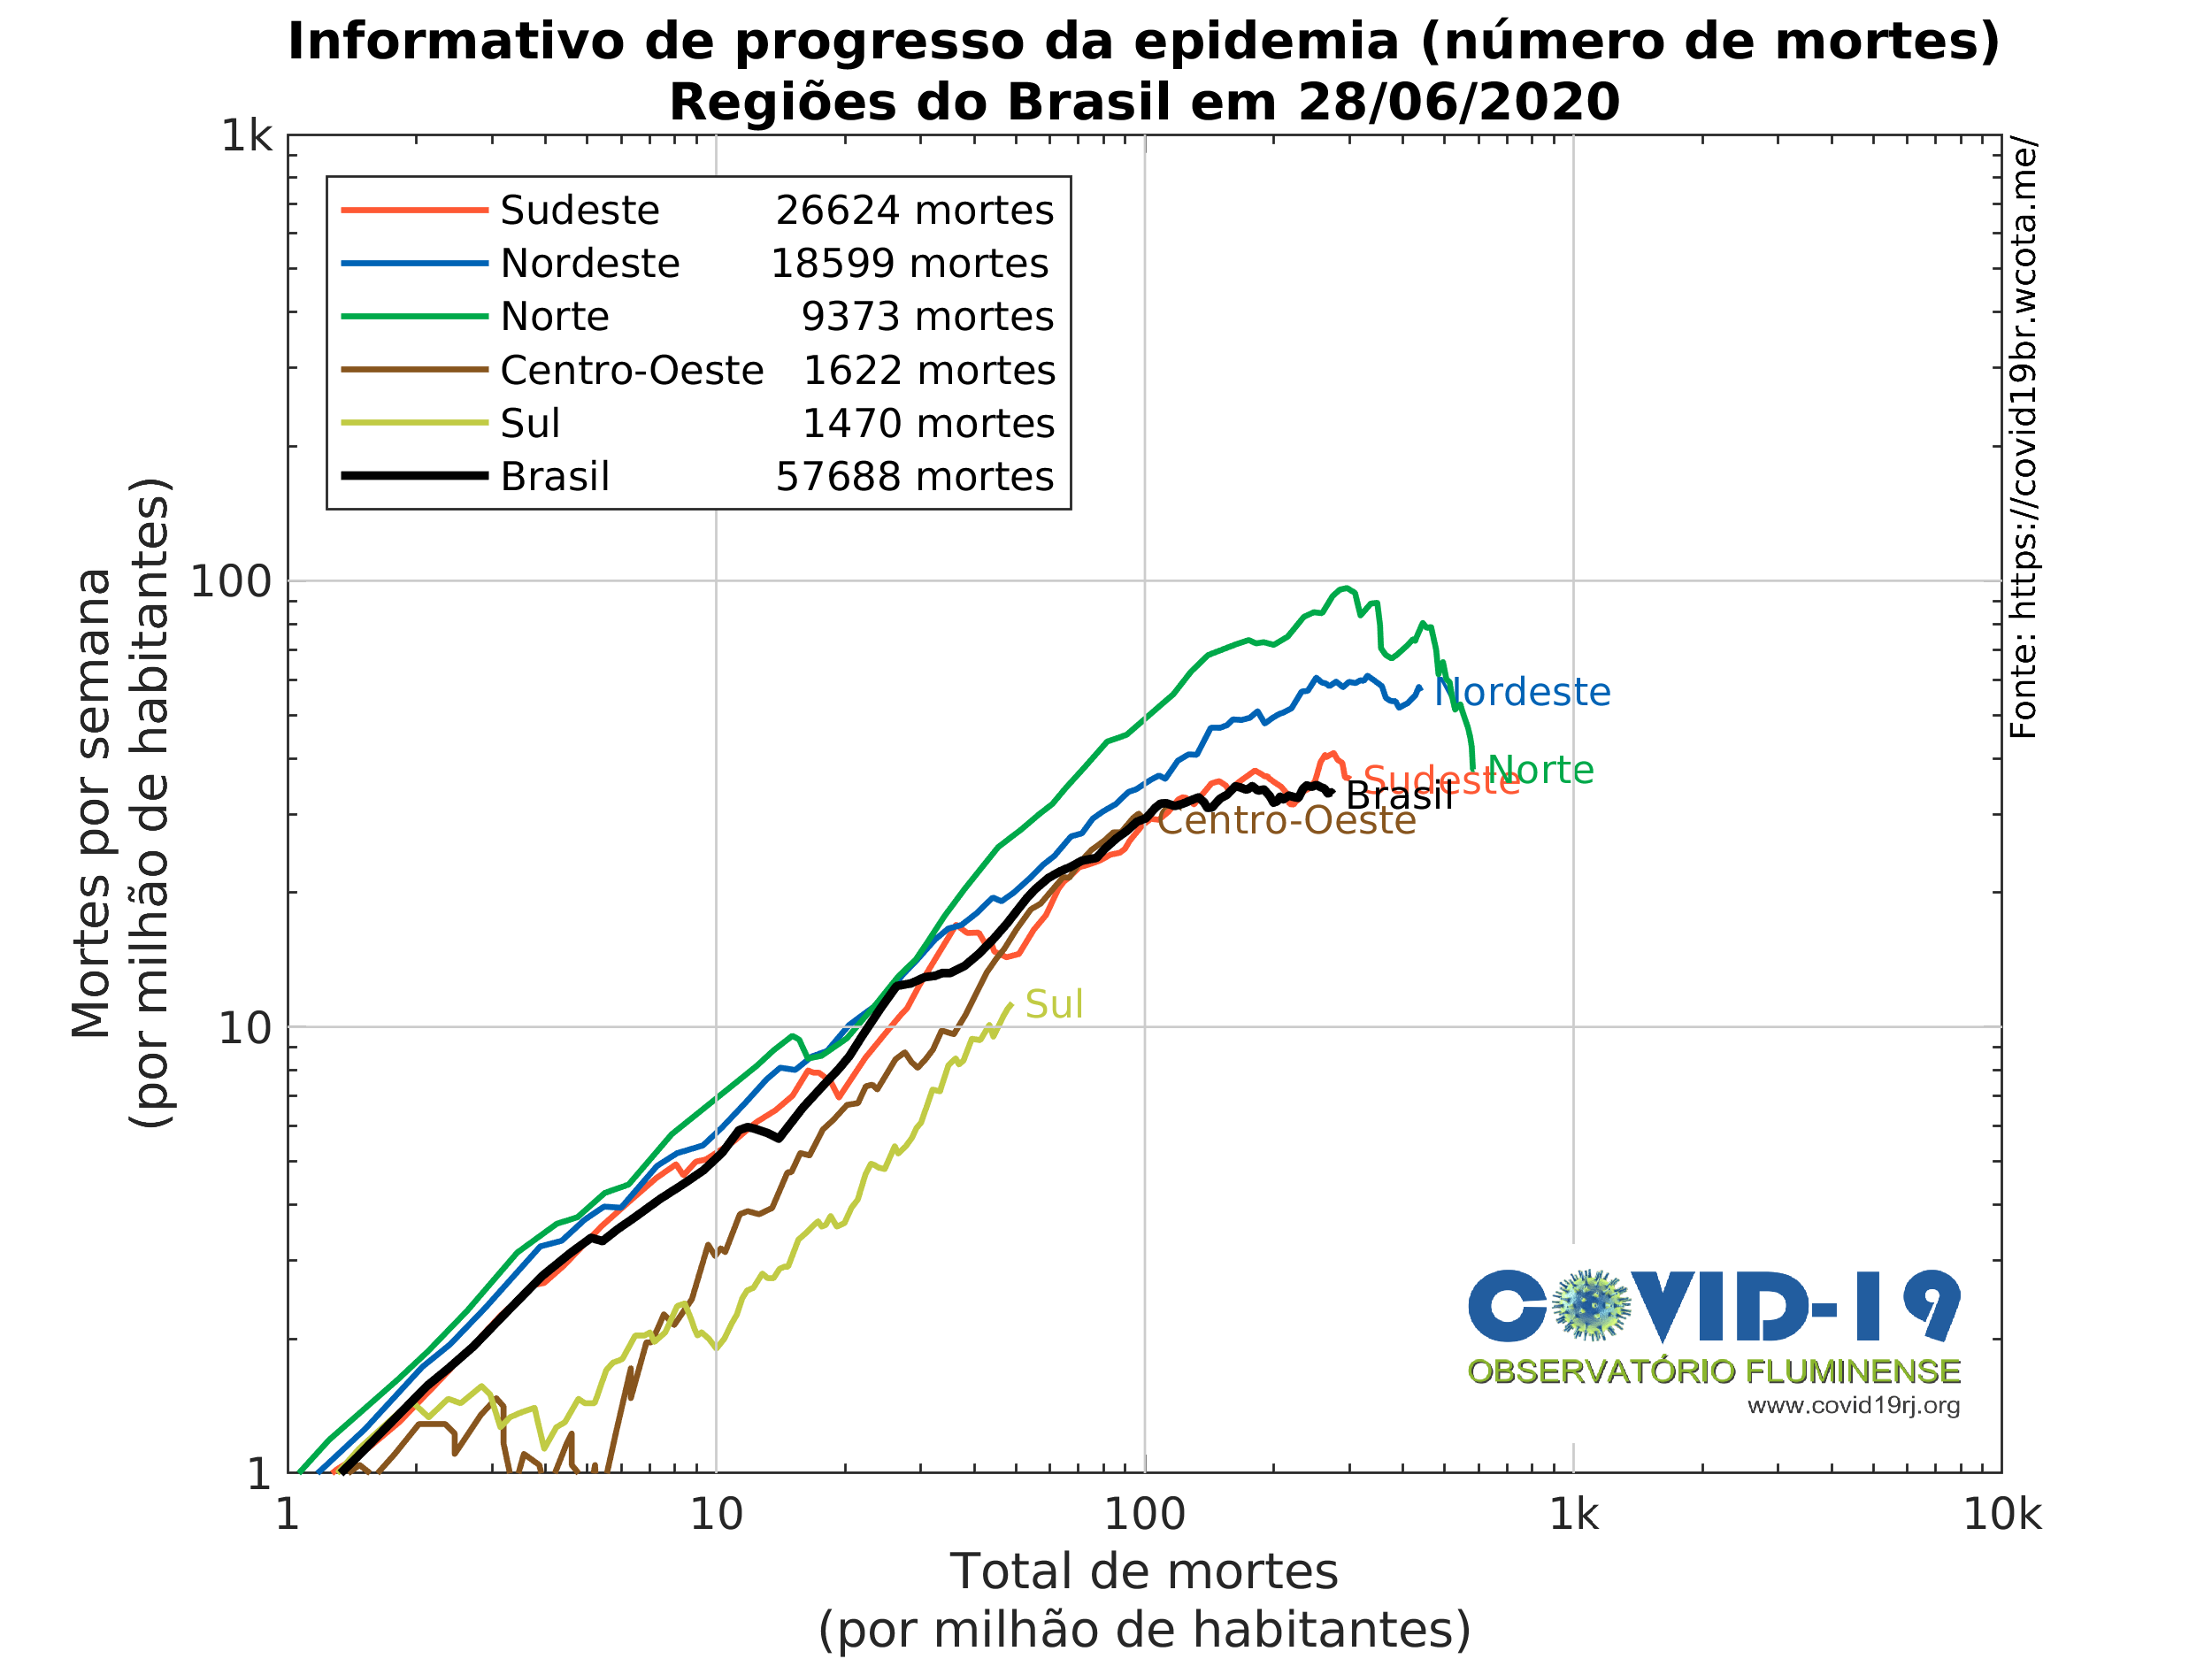 Informativo de progresso da epidemia (número de mortes)
Regiões do Brasil em 28/06/2020
Sudeste 26624 mortes
Nordeste 18599 mortes
Norte 9373 mortes
Centro-Oeste 1622 mortes
Sul 1470 mortes
Brasil 57688 mortes
1k
100
10
1
Mortes por semana
(por milhão de habitantes)
Nordeste
Norte
Sudeste
Brasil
Centro-Oeste
Sul
Fonte: https://covid19br.wcota.me/
COVID-19
OBSERVATÓRIO FLUMINENSE
www.covid19rj.org
1 10 100 1k 10k
Total de mortes
(por milhão de habitantes)